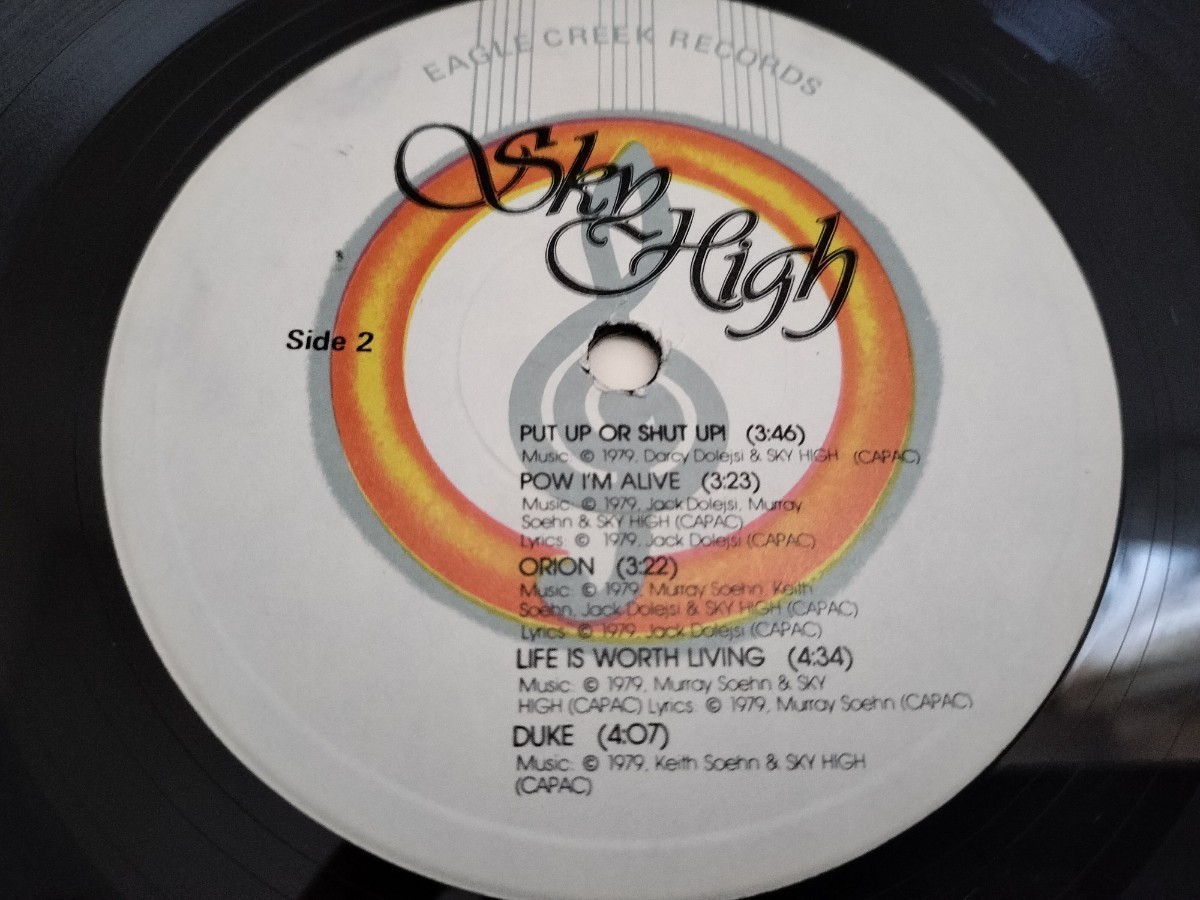 EAGLE CREEK RECORDS
Sky
High
Side 2
PUT UP OR SHUT UP! (3:46)
Music: © 1979, Darcy Dolejsi & SKY HIGH (CAPAC)
POW I'M ALIVE (3:23)
Music: © 1979, Jack Dolejsi, Murray
Soehn & SKY HIGH (CAPAC)
Lyrics: © 1979, Jack Dolejsi (CAPAC)
ORION (3:22)
Music: © 1979, Murray Soehn, Keith
Soehn, Jack Dolejsi & SKY HIGH (CAPAC)
Lyrics: © 1979, Jack Dolejsi (CAPAC)
LIFE IS WORTH LIVING (4:34)
Music: © 1979, Murray Soehn & SKY
HIGH (CAPAC) Lyrics: © 1979, Murray Soehn (CAPAC)
DUKE (4:07)
Music: © 1979, Keith Soehn & SKY HIGH
(CAPAC)